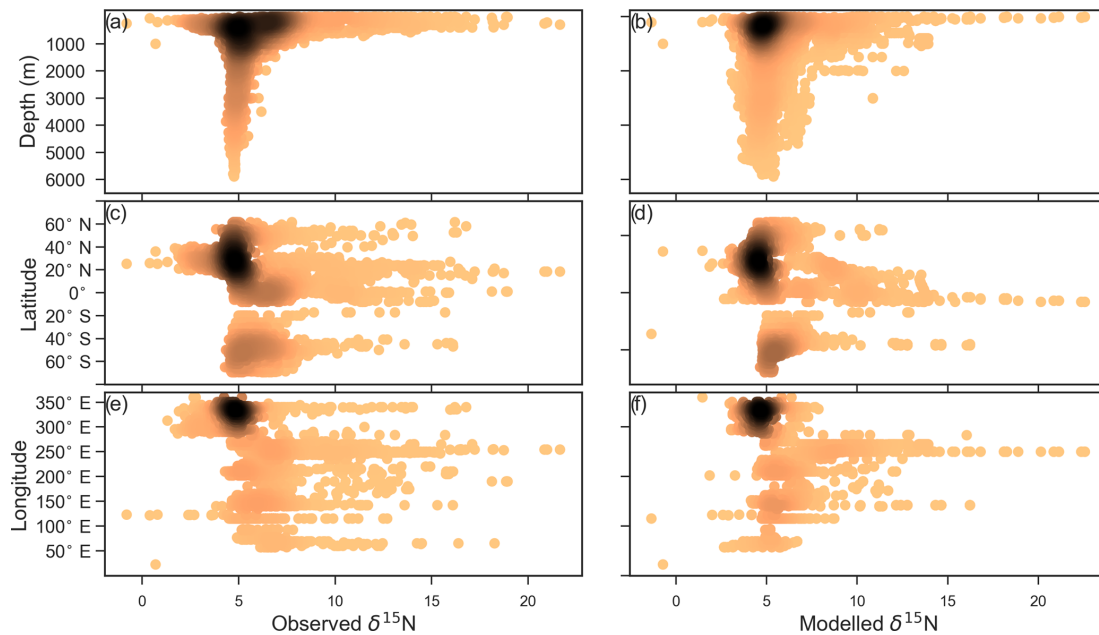 (a)
(b)
1000
2000
3000
4000
5000
6000
Depth (m)
(c)
(d)
60° N
40° N
20° N
0°
20° S
40° S
60° S
Latitude
(e)
(f)
350° E
300° E
250° E
200° E
150° E
100° E
50° E
Longitude
0 5 10 15 20
0 5 10 15 20
Observed δ¹⁵N
Modelled δ¹⁵N